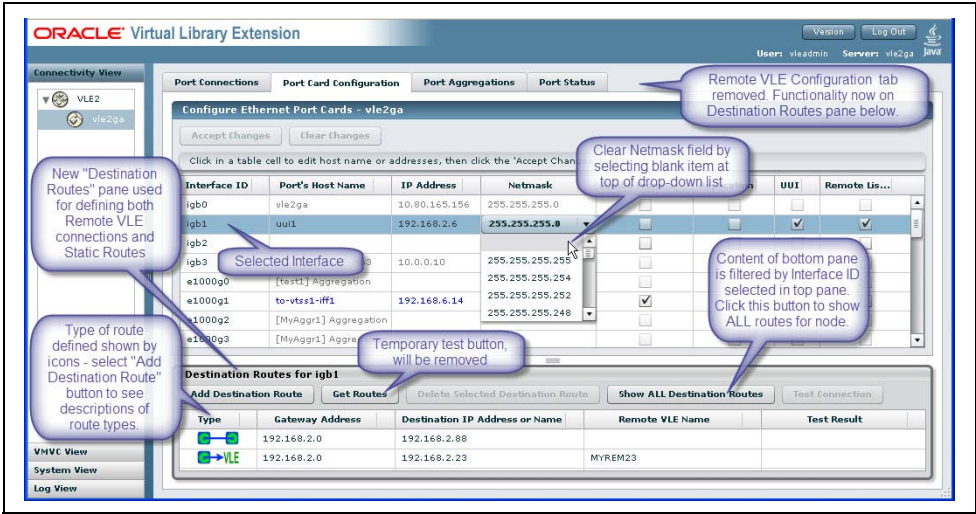 ORACLE Virtual Library Extension
Version Log Out
User: vleadmin Server: vle2ga Java
Connectivity View
VLE2
vle2ga
Port Connections Port Card Configuration Port Aggregations Port Status
Remote VLE Configuration tab
removed. Functionality now on
Destination Routes pane below.
Configure Ethernet Port Cards - vle2ga
Accept Changes Clear Changes
Click in a table cell to edit host name or addresses, then click the 'Accept Chan
Clear Netmask field by
selecting blank item at
top of drop-down list
New "Destination
Routes" pane used
for defining both
Remote VLE
connections and
Static Routes
Interface ID Port's Host Name IP Address Netmask UUI Remote Lis...
igb0 vle2ga 10.80.165.156 255.255.255.0
igb1 uui1 192.168.2.6 255.255.255.0
igb2
igb3 10.0.0.10 255.255.255.255
Selected Interface
e1000g0 [test1] Aggregation 255.255.255.254
e1000g1 to-vtss1-iff1 192.168.6.14 255.255.255.252
e1000g2 [MyAggr1] Aggregation 255.255.255.248
e1000g3 [MyAggr1] Aggre
Content of bottom pane
is filtered by Interface ID
selected in top pane.
Click this button to show
ALL routes for node.
Temporary test button,
will be removed
Type of route
defined shown by
icons - select "Add
Destination Route"
button to see
descriptions of
route types.
Destination Routes for igb1
Add Destination Route Get Routes Delete Selected Destination Route Show ALL Destination Routes Test Connection
Type Gateway Address Destination IP Address or Name Remote VLE Name Test Result
192.168.2.0 192.168.2.88
VLE 192.168.2.0 192.168.2.23 MYREM23
VMVC View
System View
Log View